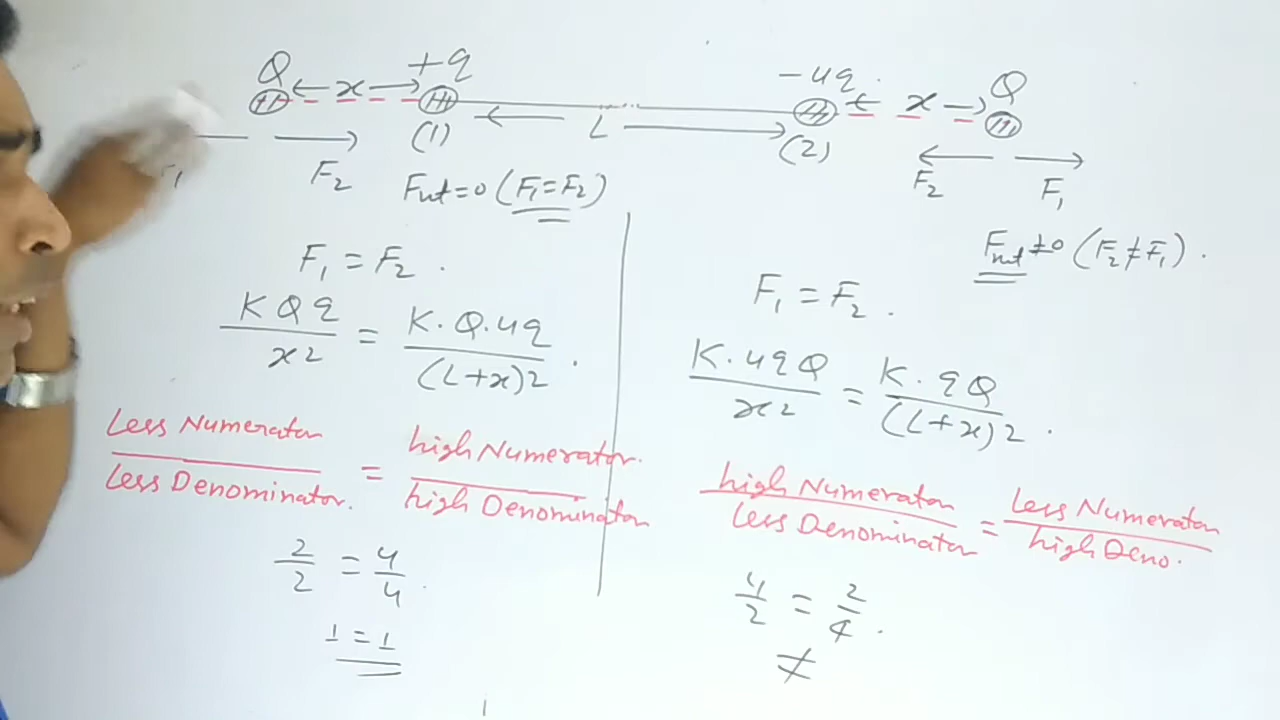 Q ← x → +q
-4q ← x → Q
(1) ← L → (2)
F₂
F₂ F₁
Fnet=0 (F₁=F₂)
Fnet≠0 (F₂≠F₁).
F₁ = F₂.
KQq/x² = K.Q.4q/(L+x)².
Less Numerator/Less Denominator. = high Numerator./high Denominator
2/2 = 4/4.
1=1
F₁ = F₂.
K.4qQ/x² = K.qQ/(L+x)².
high Numerator/Less Denominator = Less Numerator/high Deno.
4/2 = 2/4.
≠